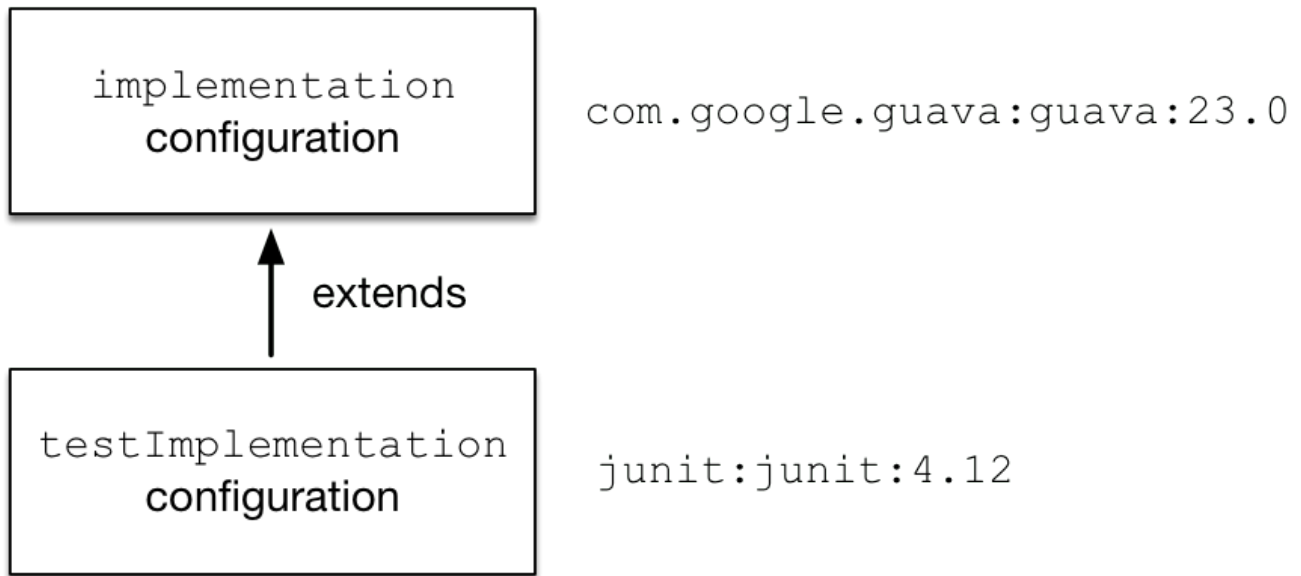 implementation
configuration
com.google.guava:guava:23.0
extends
testImplementation
configuration
junit:junit:4.12